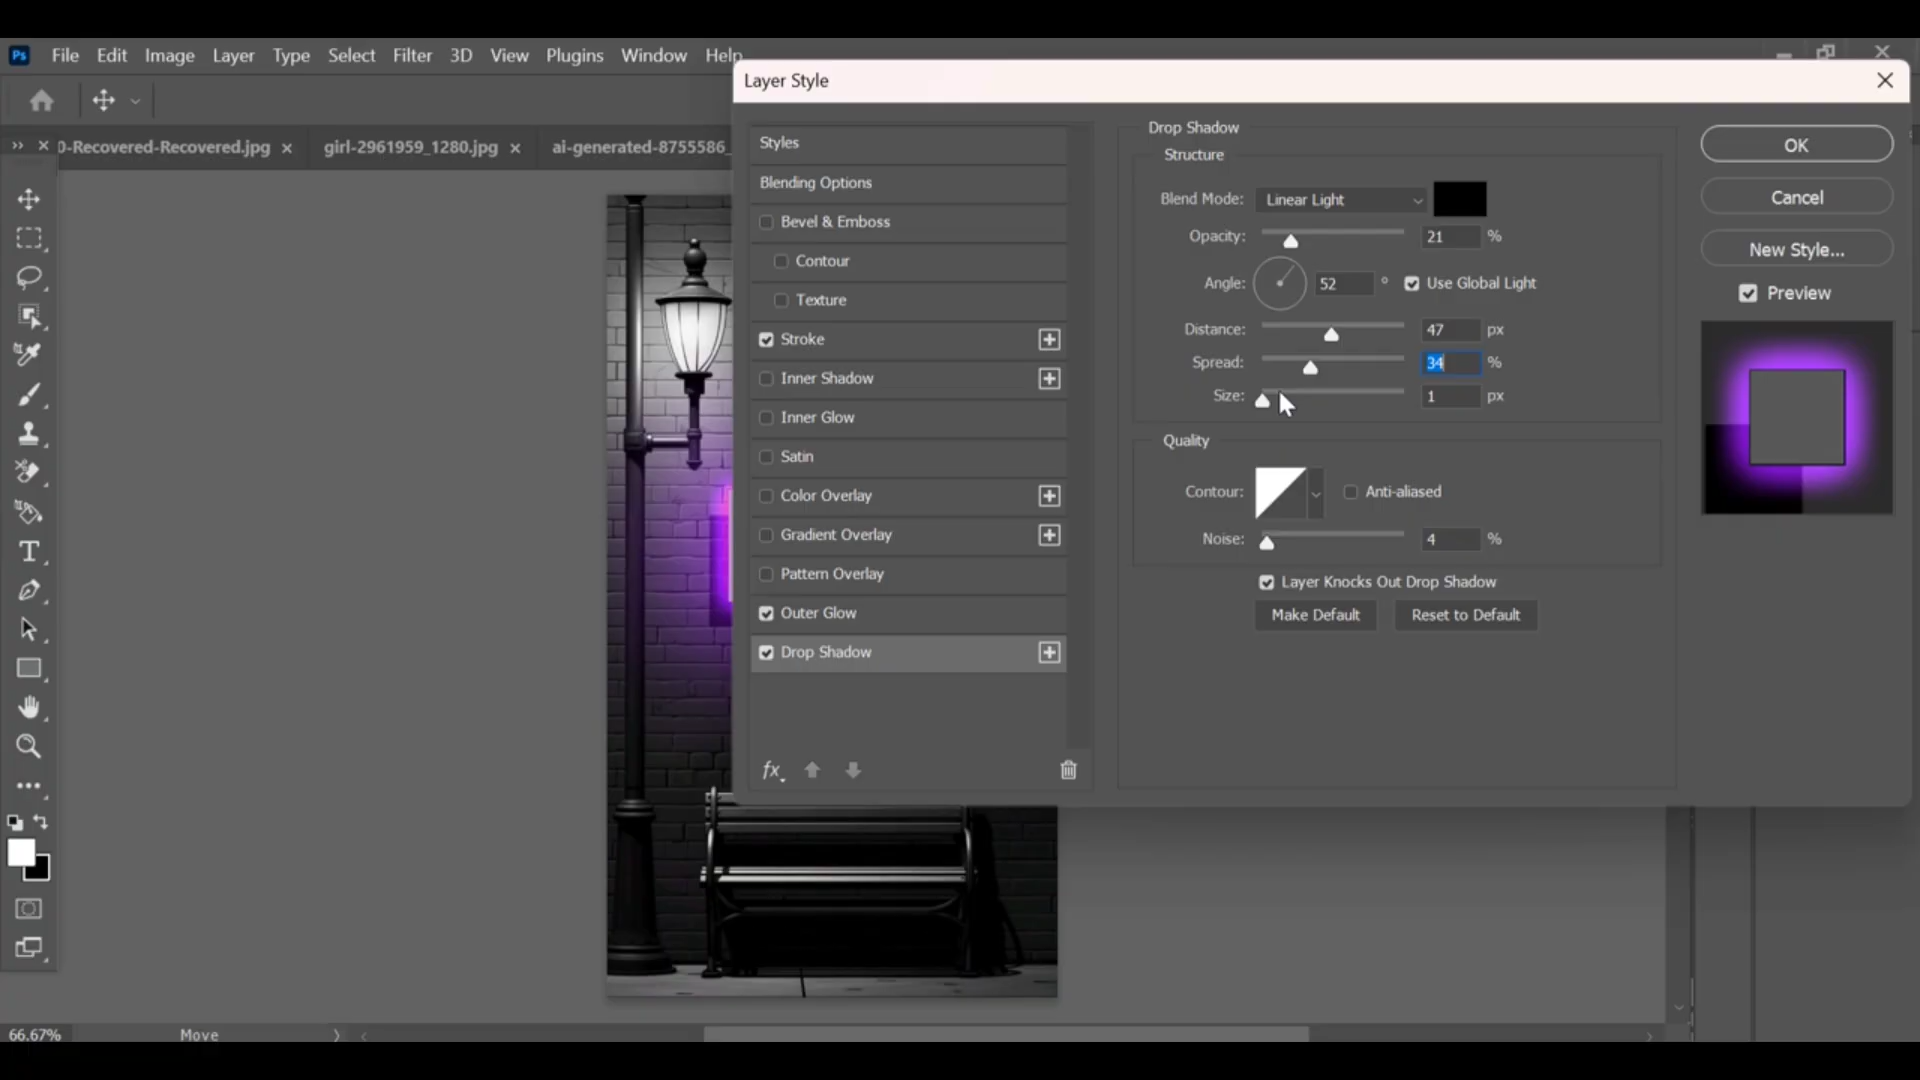 Ps File Edit Image Layer Type Select Filter 3D View Plugins Window Help
Layer Style
0-Recovered-Recovered.jpg × girl-2961959_1280.jpg × ai-generated-8755586_
Styles
Blending Options
Bevel & Emboss
Contour
Texture
Stroke
Inner Shadow
Inner Glow
Satin
Color Overlay
Gradient Overlay
Pattern Overlay
Outer Glow
Drop Shadow
fx
Drop Shadow
Structure
Blend Mode: Linear Light
Opacity: 21 %
Angle: 52 ° Use Global Light
Distance: 47 px
Spread: 34 %
Size: 1 px
Quality
Contour: Anti-aliased
Noise: 4 %
Layer Knocks Out Drop Shadow
Make Default Reset to Default
OK
Cancel
New Style...
Preview
66.67% Move